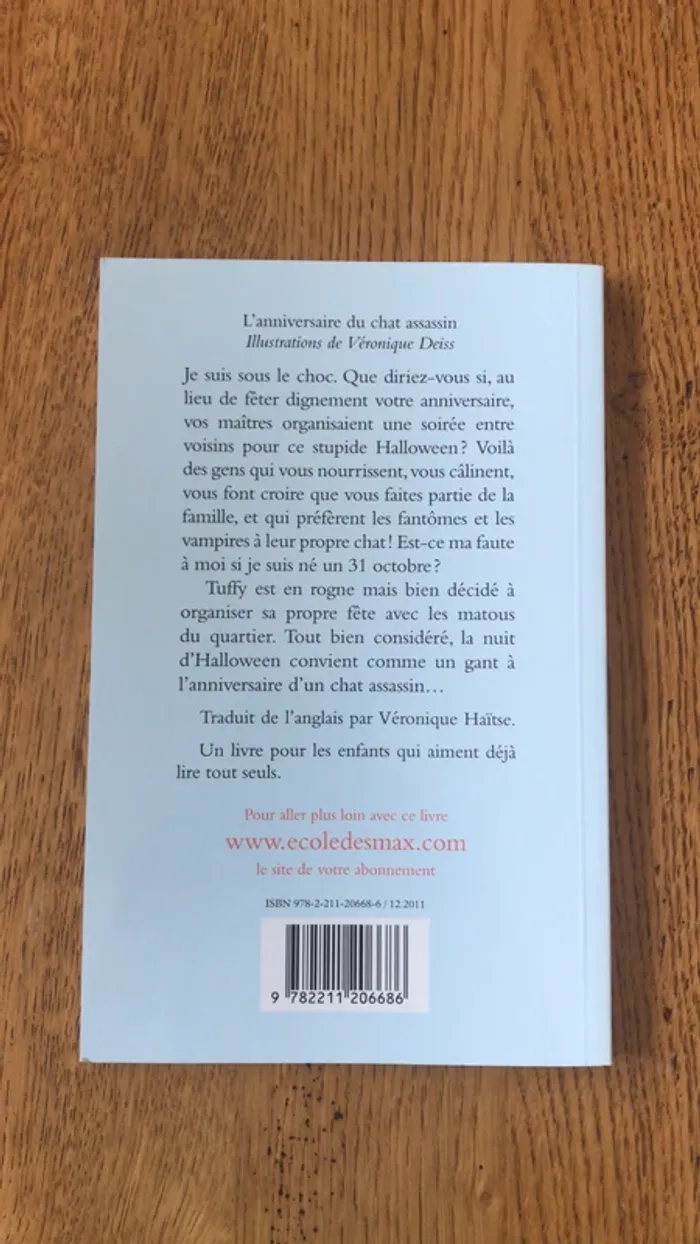 L'anniversaire du chat assassin
Illustrations de Véronique Deiss
Je suis sous le choc. Que diriez-vous si, au
lieu de fêter dignement votre anniversaire,
vos maîtres organisaient une soirée entre
voisins pour ce stupide Halloween ? Voilà
des gens qui vous nourrissent, vous câlinent,
vous font croire que vous faites partie de la
famille, et qui préfèrent les fantômes et les
vampires à leur propre chat ! Est-ce ma faute
à moi si je suis né un 31 octobre ?
Tuffy est en rogne mais bien décidé à
organiser sa propre fête avec les matous
du quartier. Tout bien considéré, la nuit
d'Halloween convient comme un gant à
l'anniversaire d'un chat assassin…
Traduit de l'anglais par Véronique Haïtse.
Un livre pour les enfants qui aiment déjà
lire tout seuls.
Pour aller plus loin avec ce livre
www.ecoledesmax.com
le site de votre abonnement
ISBN 978-2-211-20668-6 / 12.2011
9 782211 206686